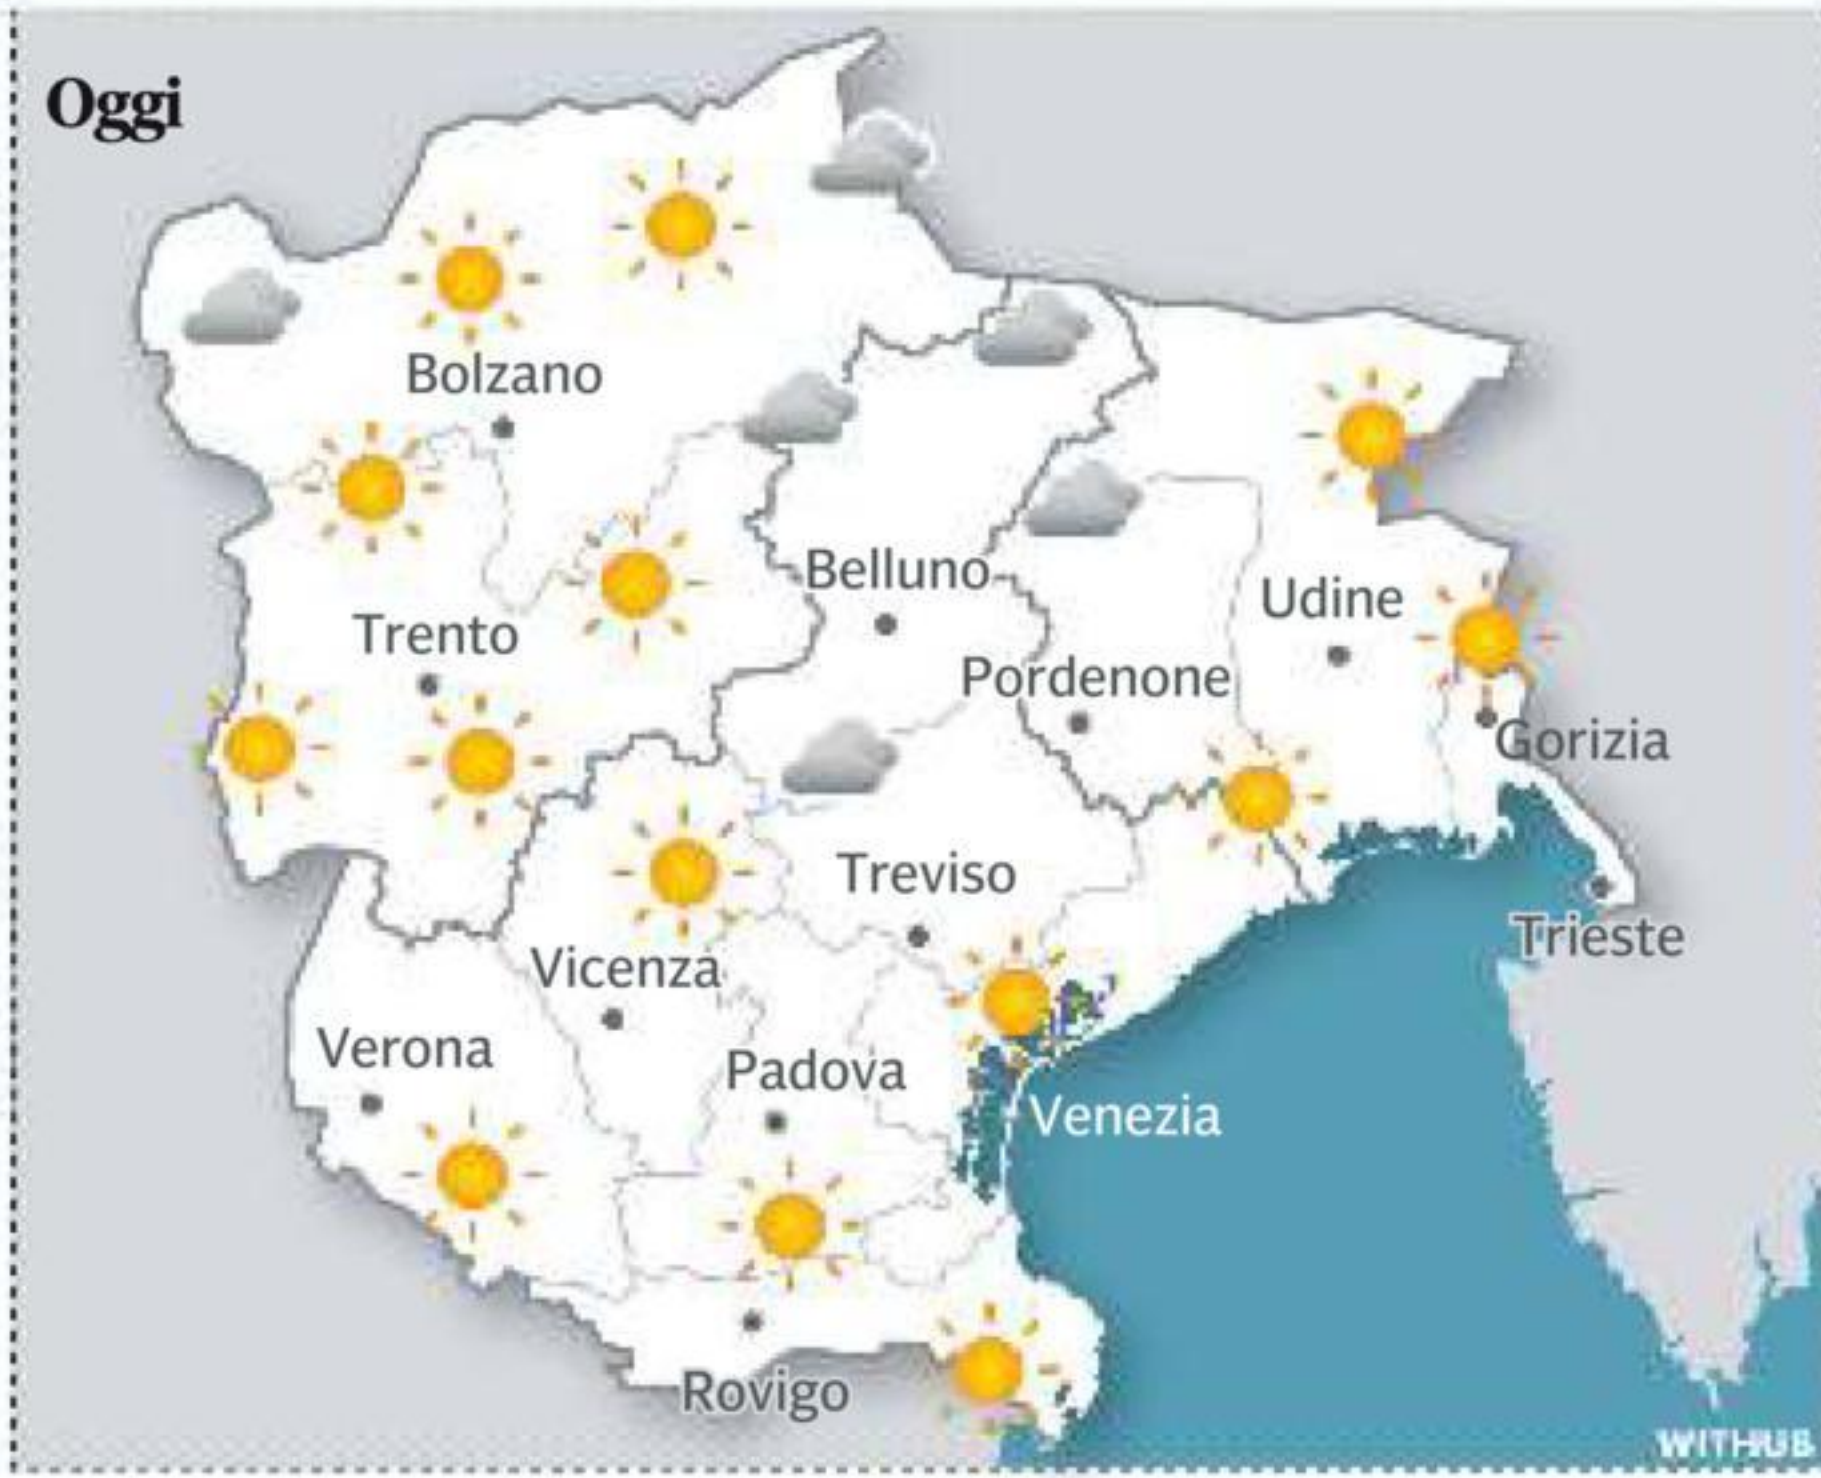 Oggi
Bolzano
Belluno
Udine
Trento
Pordenone
Gorizia
Treviso
Trieste
Vicenza
Verona
Padova
Venezia
Rovigo
WITHUB